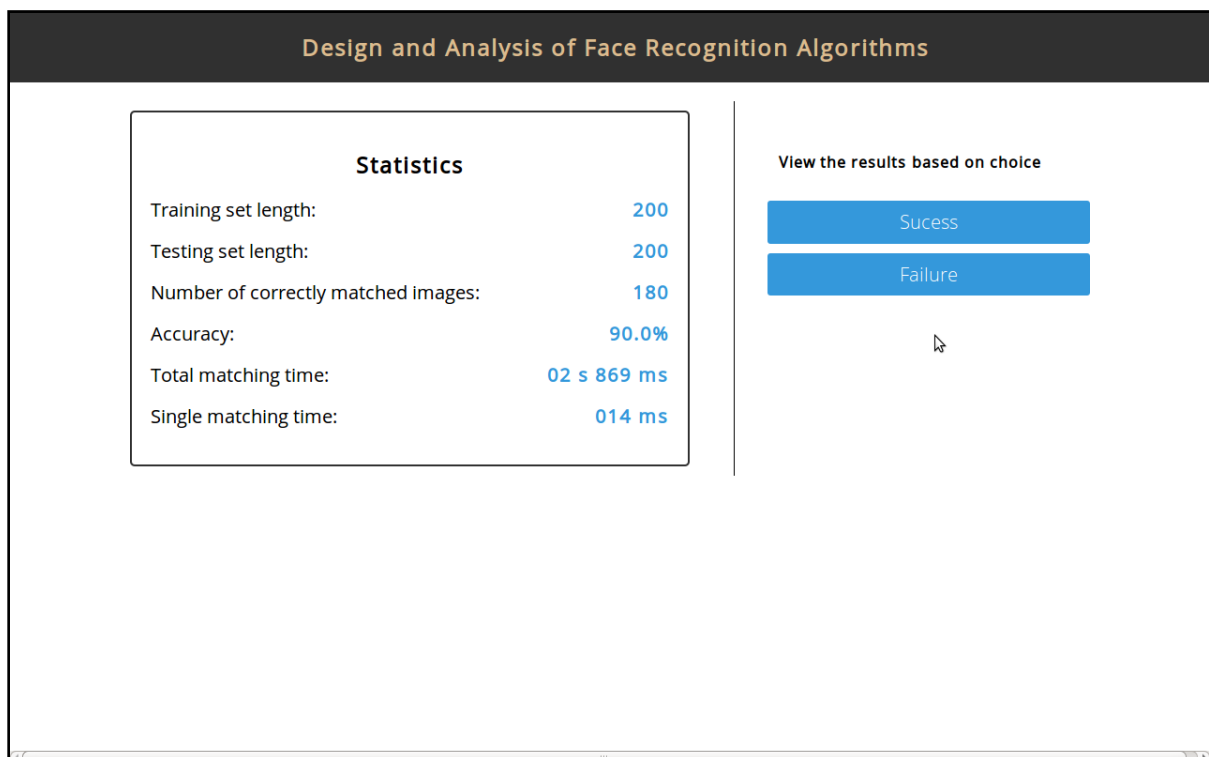 Design and Analysis of Face Recognition Algorithms
Statistics
Training set length: 200
Testing set length: 200
Number of correctly matched images: 180
Accuracy: 90.0%
Total matching time: 02 s 869 ms
Single matching time: 014 ms
View the results based on choice
Sucess
Failure